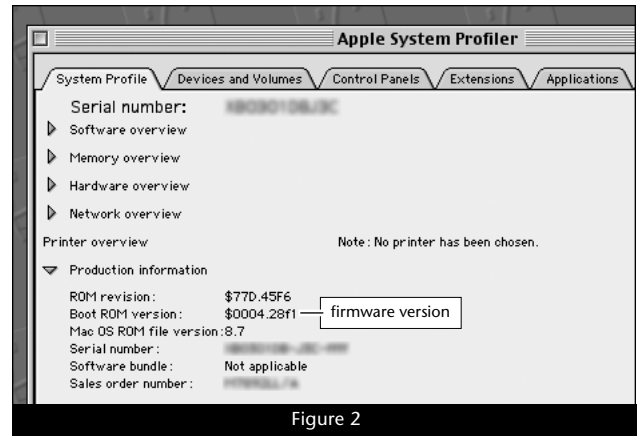 Apple System Profiler
System Profile Devices and Volumes Control Panels Extensions Applications
Serial number:
Software overview
Memory overview
Hardware overview
Network overview
Printer overview Note: No printer has been chosen.
Production information
ROM revision: $77D.45F6
Boot ROM version: $0004.28f1 firmware version
Mac OS ROM file version: 8.7
Serial number:
Software bundle: Not applicable
Sales order number:
Figure 2